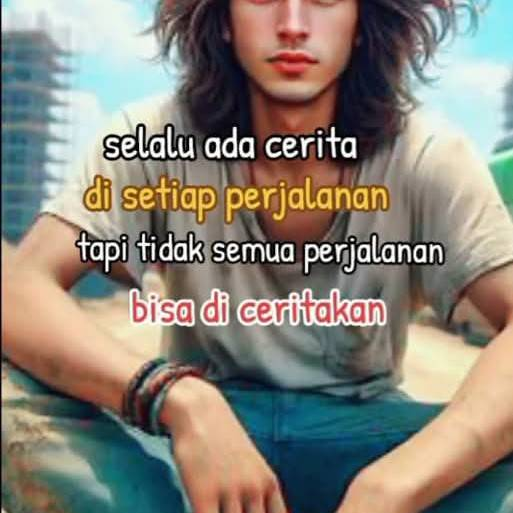 selalu ada cerita
di setiap perjalanan
tapi tidak semua perjalanan
bisa di ceritakan